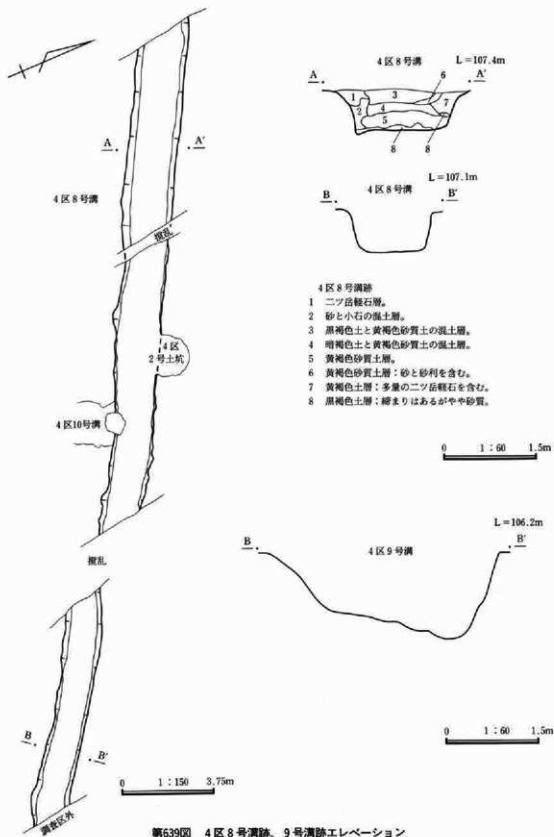 4区8号溝
L=107.4m
A
A'
6
1
3
7
2
4
5
8
8
A
A'
4区8号溝
4区8号溝
L=107.1m
B
B'
攪乱
4区8号溝跡
1 二ツ岳軽石層。
2 砂と小石の混土層。
3 黒褐色土と黄褐色砂質土の混土層。
4 暗褐色土と黄褐色砂質土の混土層。
5 黄褐色砂質土層。
6 黄褐色砂質土層：砂と砂利を含む。
7 黄褐色土層：多量の二ツ岳軽石を含む。
8 黒褐色土層：締まりはあるがやや砂質。
4区
2号土坑
4区10号溝
0 1：60 1.5m
L=106.2m
B
B'
4区9号溝
攪乱
B
B'
0 1：60 1.5m
0 1：150 3.75m
調査区外
第639図 4区8号溝跡、9号溝跡エレベーション